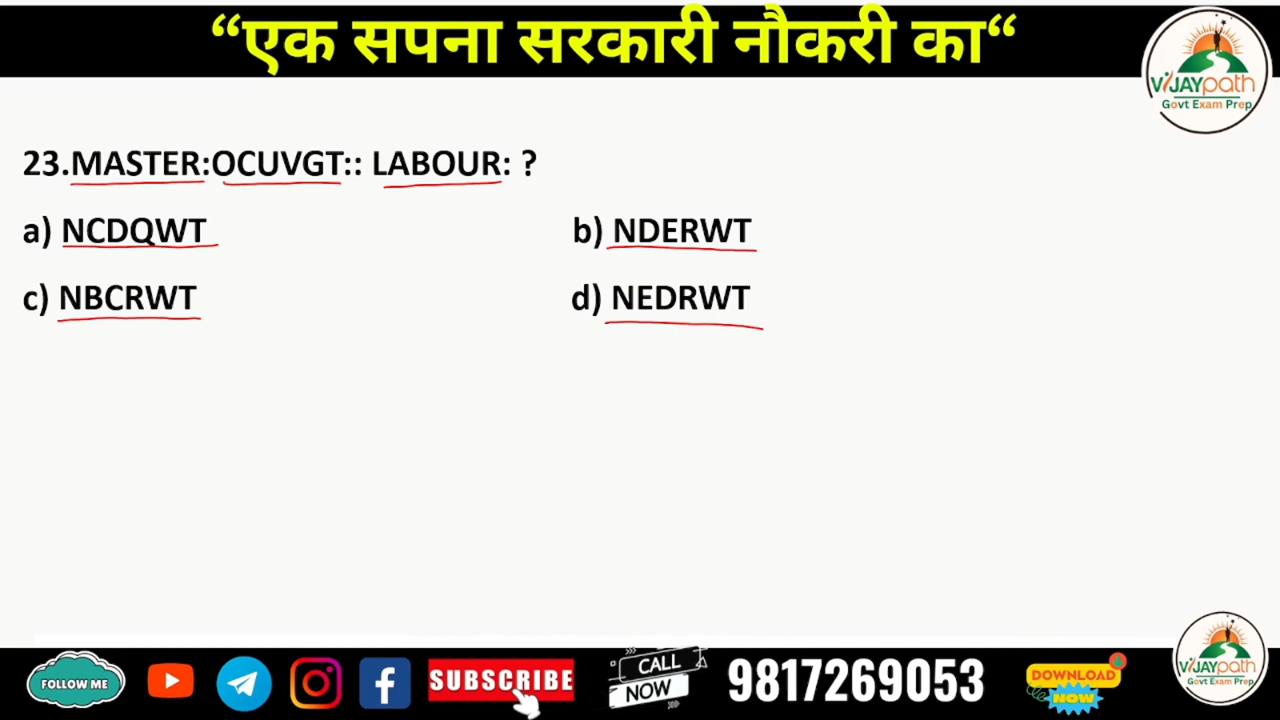 “एक सपना सरकारी नौकरी का“
VIJAYpath
Govt Exam Prep
23.MASTER:OCUVGT:: LABOUR: ?
a) NCDQWT b) NDERWT
c) NBCRWT d) NEDRWT
FOLLOW ME SUBSCRIBE CALL NOW 9817269053 DOWNLOAD NOW
VIJAYpath
Govt Exam Prep